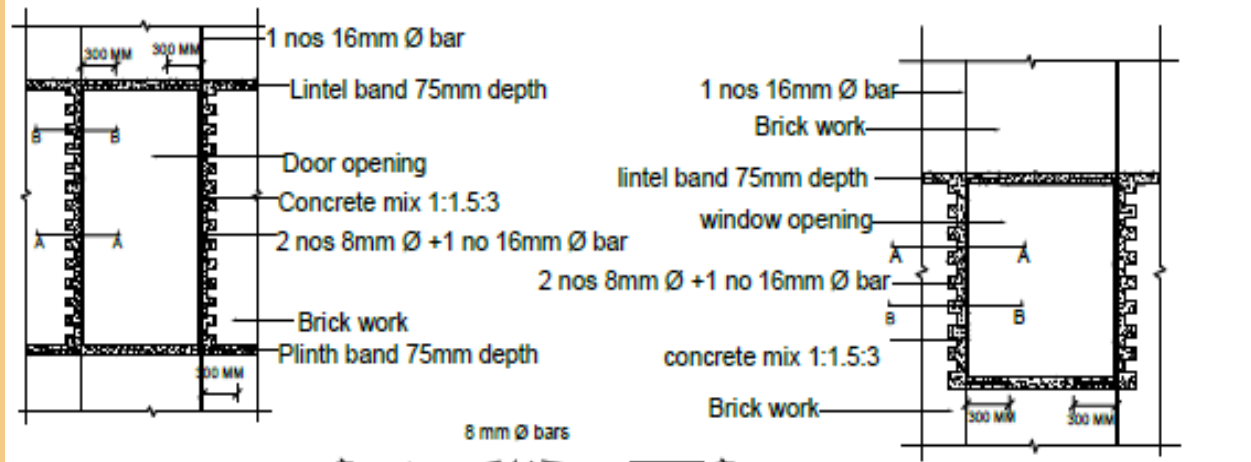 300 MM
300 MM
1 nos 16mm Ø bar
Lintel band 75mm depth
B
B
Door opening
Concrete mix 1:1.5:3
A
A
2 nos 8mm Ø +1 no 16mm Ø bar
Brick work
Plinth band 75mm depth
300 MM
8 mm Ø bars
1 nos 16mm Ø bar
Brick work
lintel band 75mm depth
window opening
A
A
2 nos 8mm Ø +1 no 16mm Ø bar
B
B
concrete mix 1:1.5:3
Brick work
300 MM
300 MM